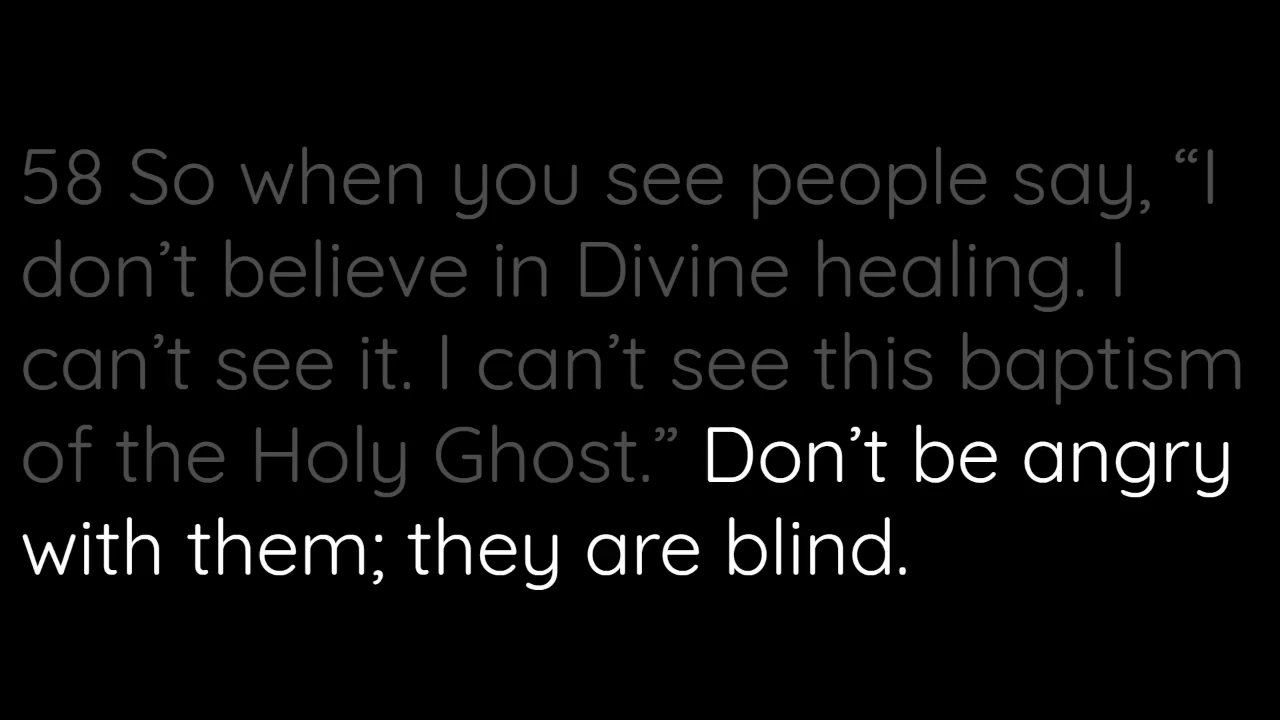 58 So when you see people say, “I
don’t believe in Divine healing. I
can’t see it. I can’t see this baptism
of the Holy Ghost.” Don’t be angry
with them; they are blind.